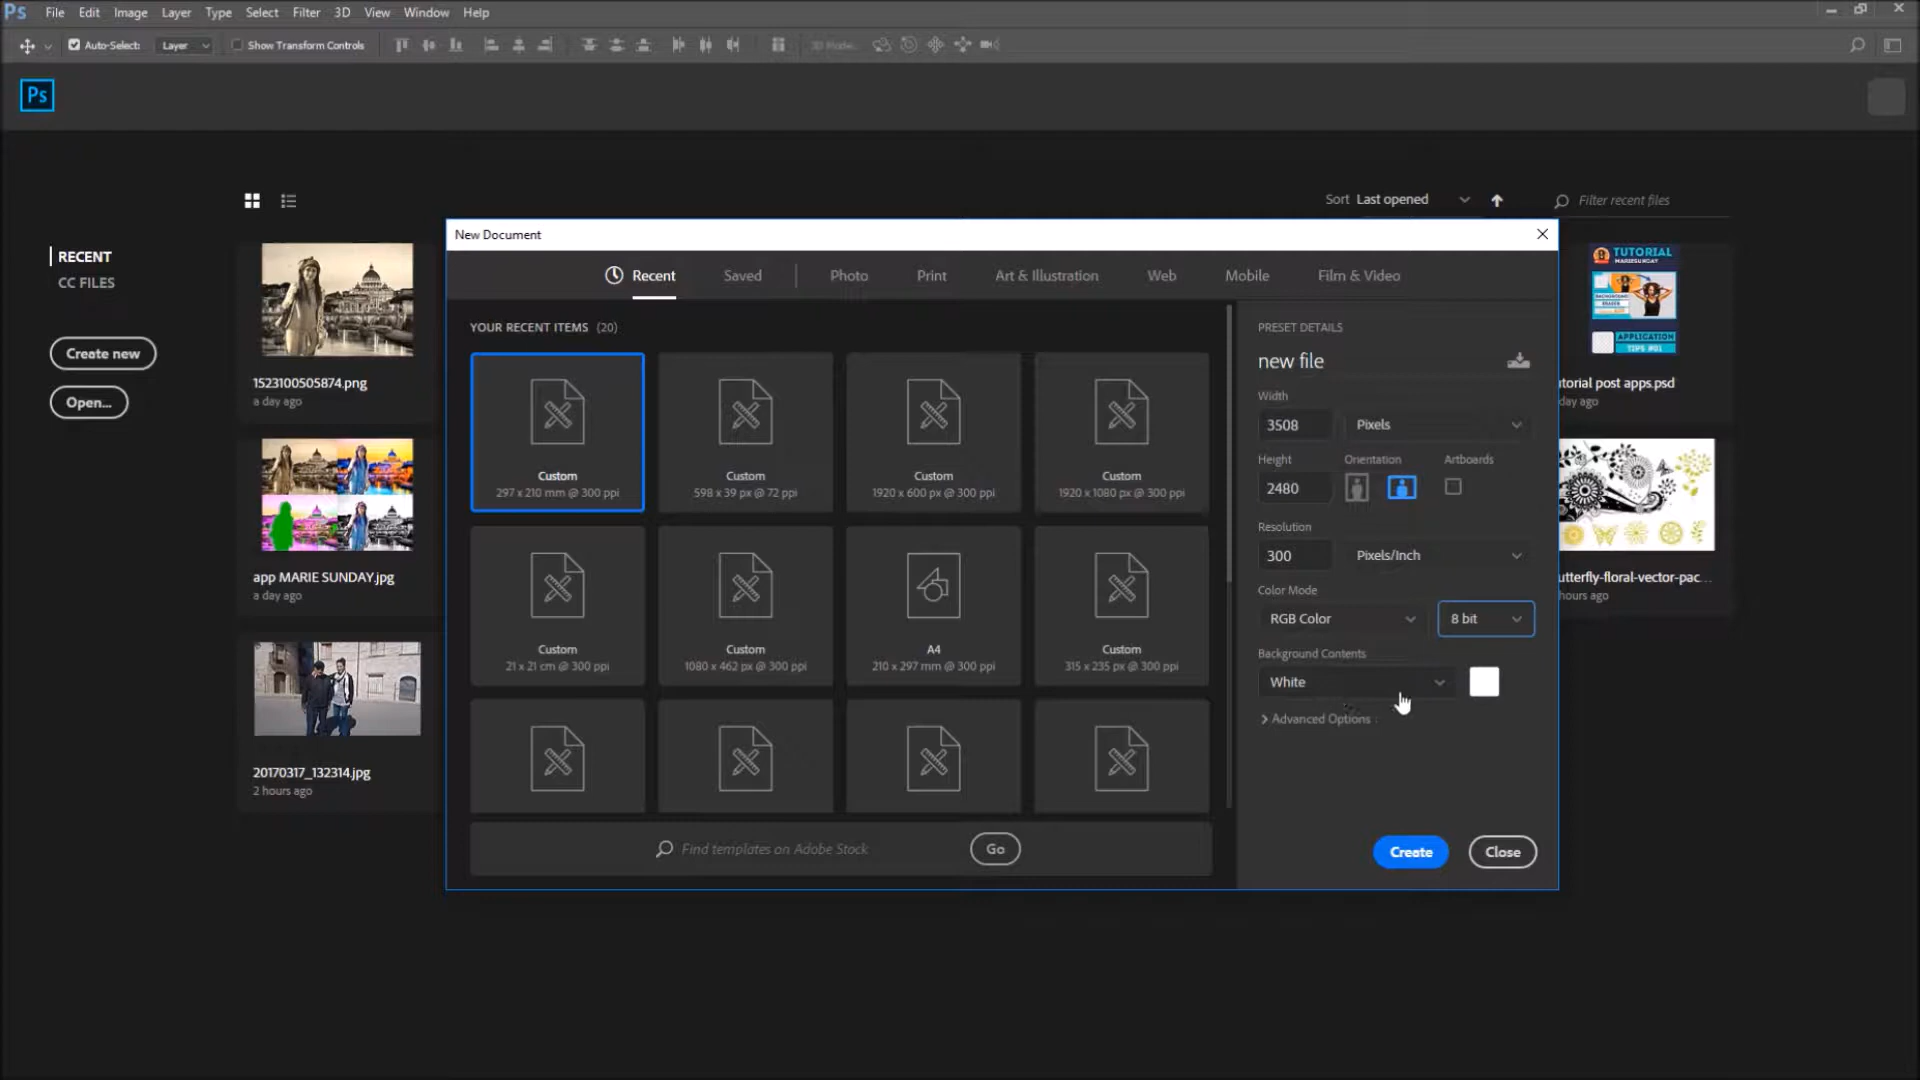 Ps File Edit Image Layer Type Select Filter 3D View Window Help
Auto-Select: Layer Show Transform Controls
Ps
Sort Last opened Filter recent files
RECENT
CC FILES
Create new
Open...
1523100505874.png
a day ago
app MARIE SUNDAY.jpg
a day ago
20170317_132314.jpg
2 hours ago
New Document
Recent Saved Photo Print Art & Illustration Web Mobile Film & Video
YOUR RECENT ITEMS (20)
Custom
297 x 210 mm @ 300 ppi
Custom
598 x 39 px @ 72 ppi
Custom
1920 x 600 px @ 300 ppi
Custom
1920 x 1080 px @ 300 ppi
Custom
21 x 21 cm @ 300 ppi
Custom
1080 x 462 px @ 300 ppi
A4
210 x 297 mm @ 300 ppi
Custom
315 x 235 px @ 300 ppi
Find templates on Adobe Stock Go
PRESET DETAILS
new file
Width
3508 Pixels
Height Orientation Artboards
2480
Resolution
300 Pixels/Inch
Color Mode
RGB Color 8 bit
Background Contents
White
Advanced Options
Create Close
TUTORIAL
MARIESUNDAY
BACKGROUND
ERASER
APPLICATION
TIPS #01
utorial post apps.psd
day ago
utterfly-floral-vector-pac...
hours ago